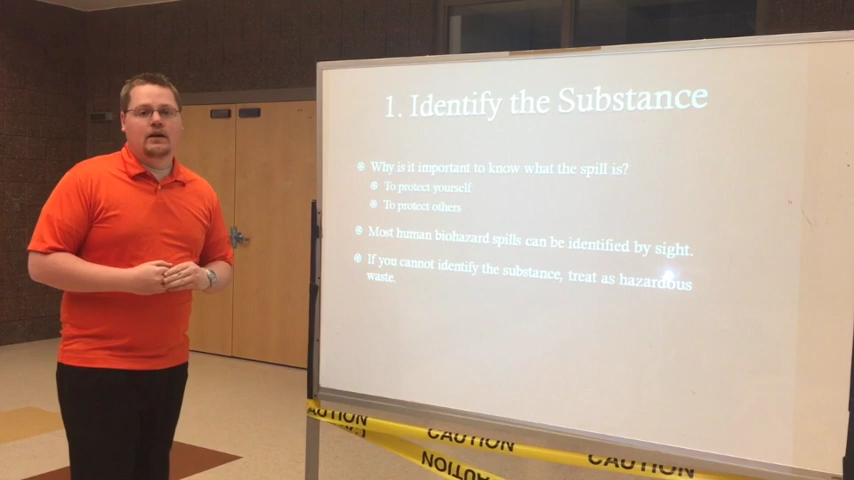 1. Identify the Substance
Why is it important to know what the spill is?
To protect yourself
To protect others
Most human biohazard spills can be identified by sight.
If you cannot identify the substance, treat as hazardous
waste.
CAUTION
CAUTION
CAUTION
CAUTION